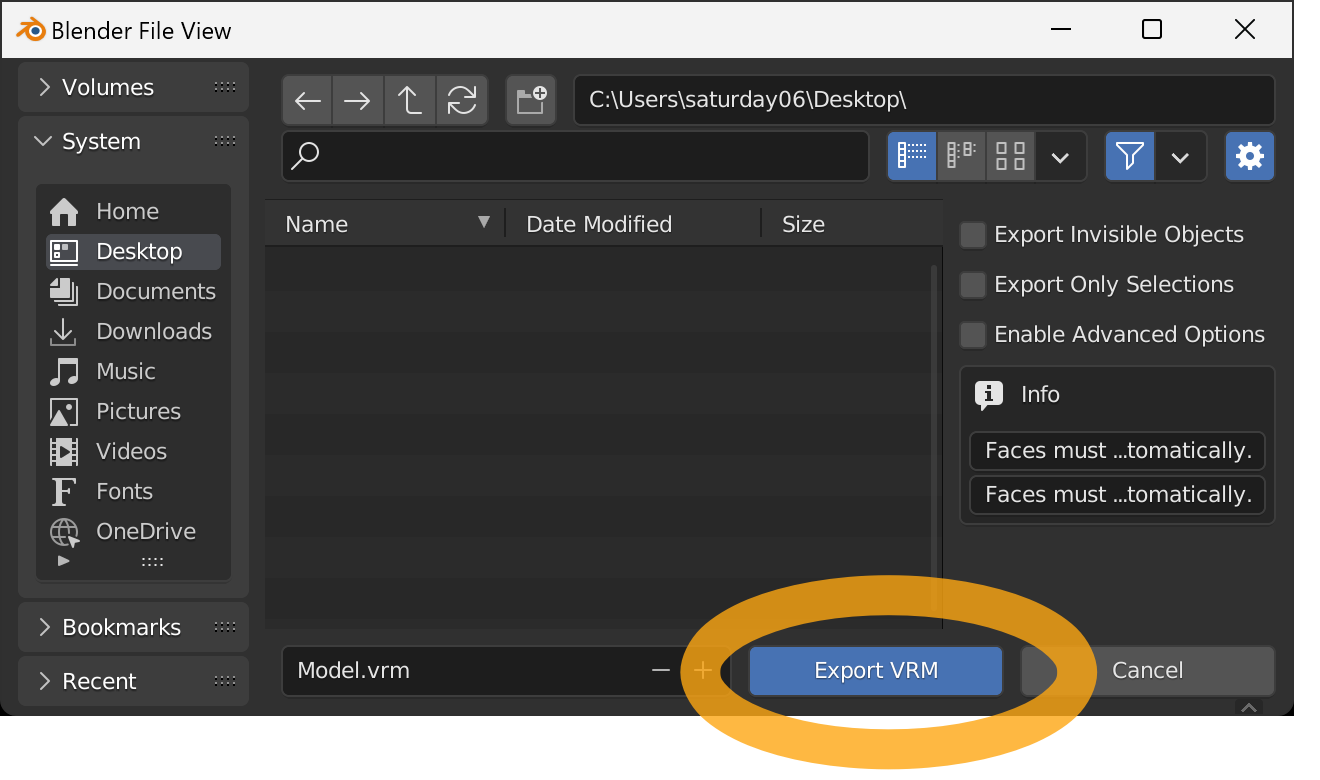 Blender File View
Volumes
System
Home
Desktop
Documents
Downloads
Music
Pictures
Videos
Fonts
OneDrive
Bookmarks
Recent
C:\Users\saturday06\Desktop\
Name Date Modified Size
Export Invisible Objects
Export Only Selections
Enable Advanced Options
Info
Faces must ...tomatically.
Faces must ...tomatically.
Model.vrm
Export VRM
Cancel